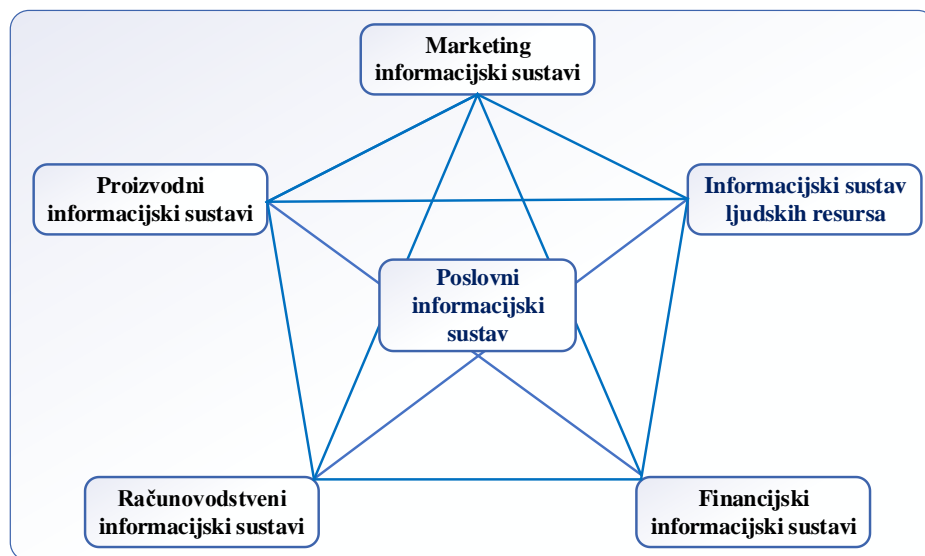 Marketing
informacijski sustavi
Proizvodni
informacijski sustavi
Informacijski sustav
ljudskih resursa
Poslovni
informacijski
sustav
Računovodstveni
informacijski sustavi
Financijski
informacijski sustavi